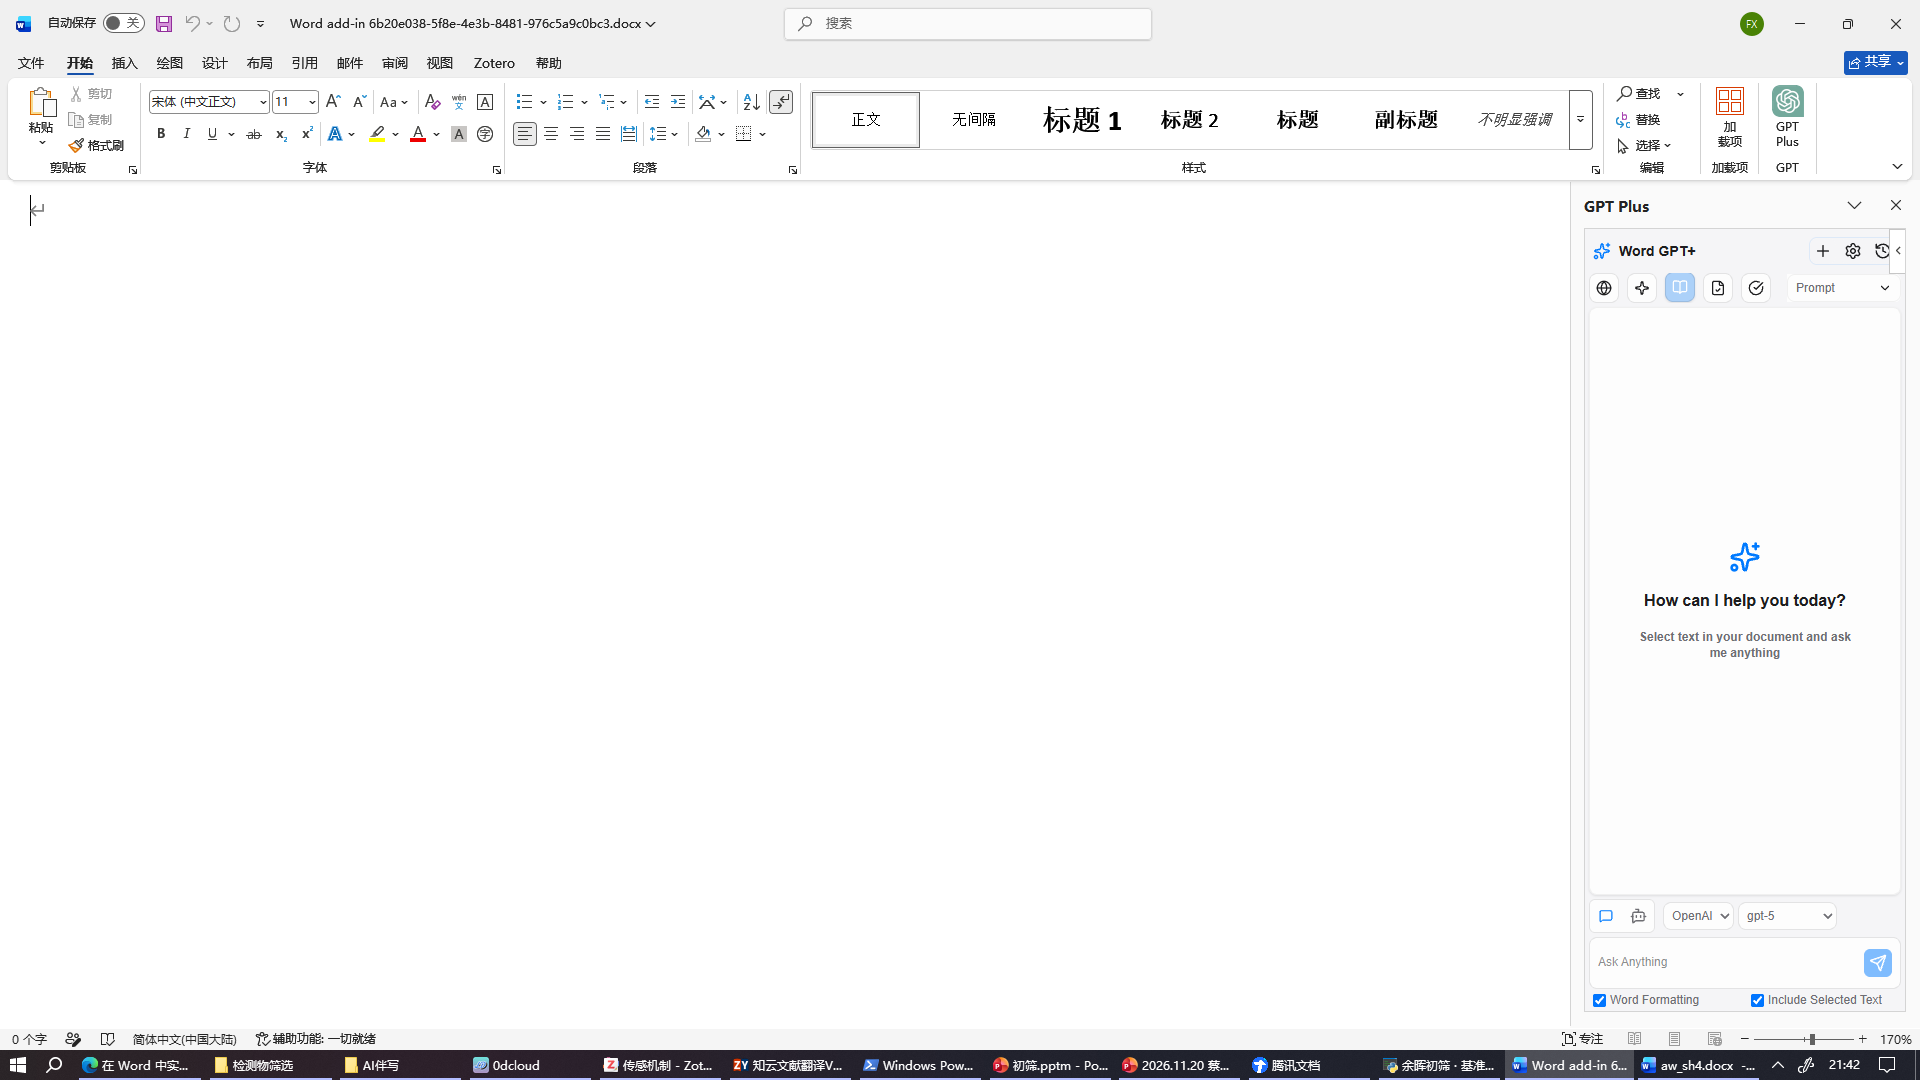 自动保存 关 Word add-in 6b20e038-5f8e-4e3b-8481-976c5a9c0bc3.docx 搜索 FX
文件 开始 插入 绘图 设计 布局 引用 邮件 审阅 视图 Zotero 帮助 共享
粘贴 剪切 复制 格式刷 剪贴板
宋体 (中文正文) 11 字体
段落
正文 无间隔 标题 1 标题 2 标题 副标题 不明显强调
样式
查找 替换 选择 编辑
加载项 加载项
GPT Plus GPT
GPT Plus
Word GPT+
Prompt
How can I help you today?
Select text in your document and ask
me anything
OpenAI gpt-5
Ask Anything
Word Formatting Include Selected Text
0 个字 简体中文(中国大陆) 辅助功能: 一切就绪 专注 170%
在 Word 中实... 检测物筛选 AI伴写 0dcloud 传感机制 - Zot... 知云文献翻译V... Windows Pow... 初筛.pptm - Po... 2026.11.20 蔡... 腾讯文档 余晖初筛 · 基准... Word add-in 6... aw_sh4.docx -... 21:42